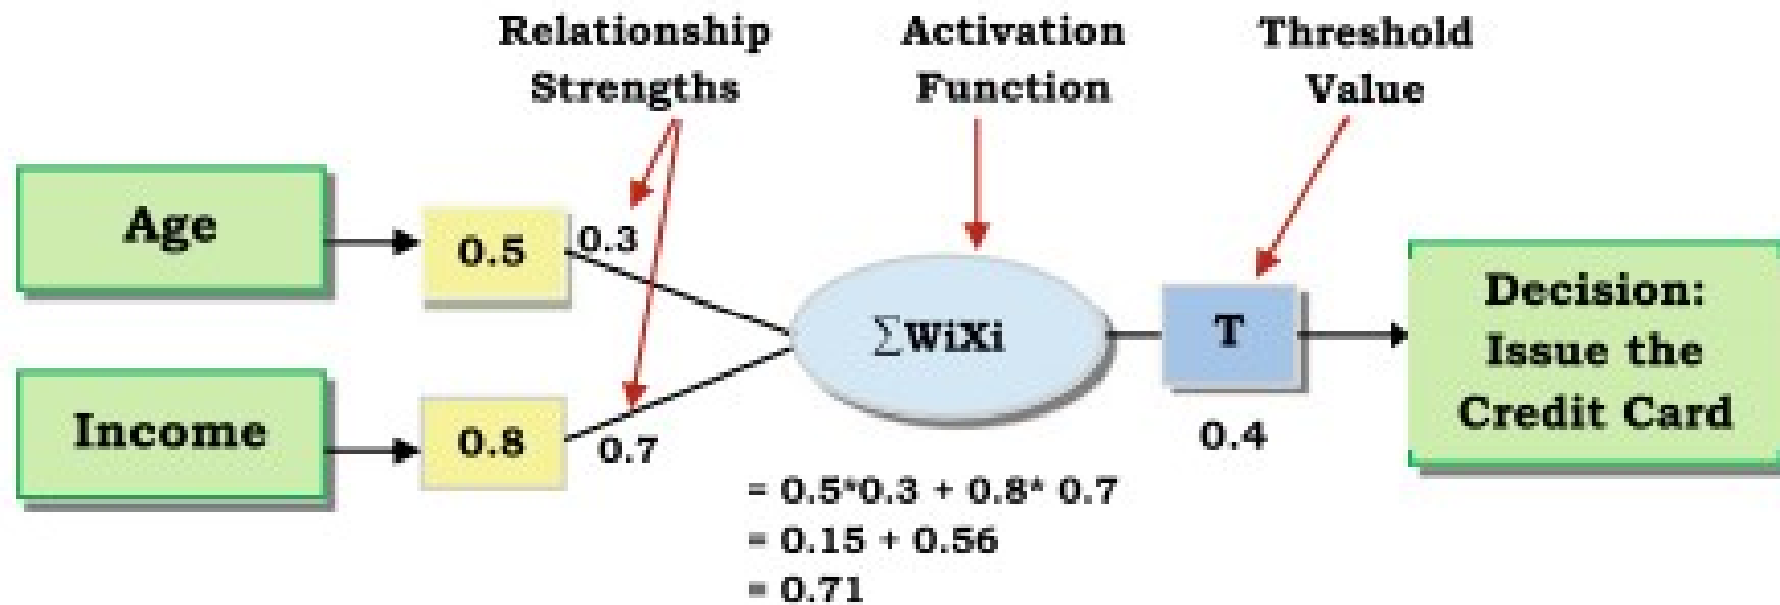 Relationship
Strengths
Activation
Function
Threshold
Value
Age
0.5
0.3
Income
0.8
0.7
∑WiXi
T
0.4
Decision:
Issue the
Credit Card
= 0.5*0.3 + 0.8* 0.7
= 0.15 + 0.56
= 0.71